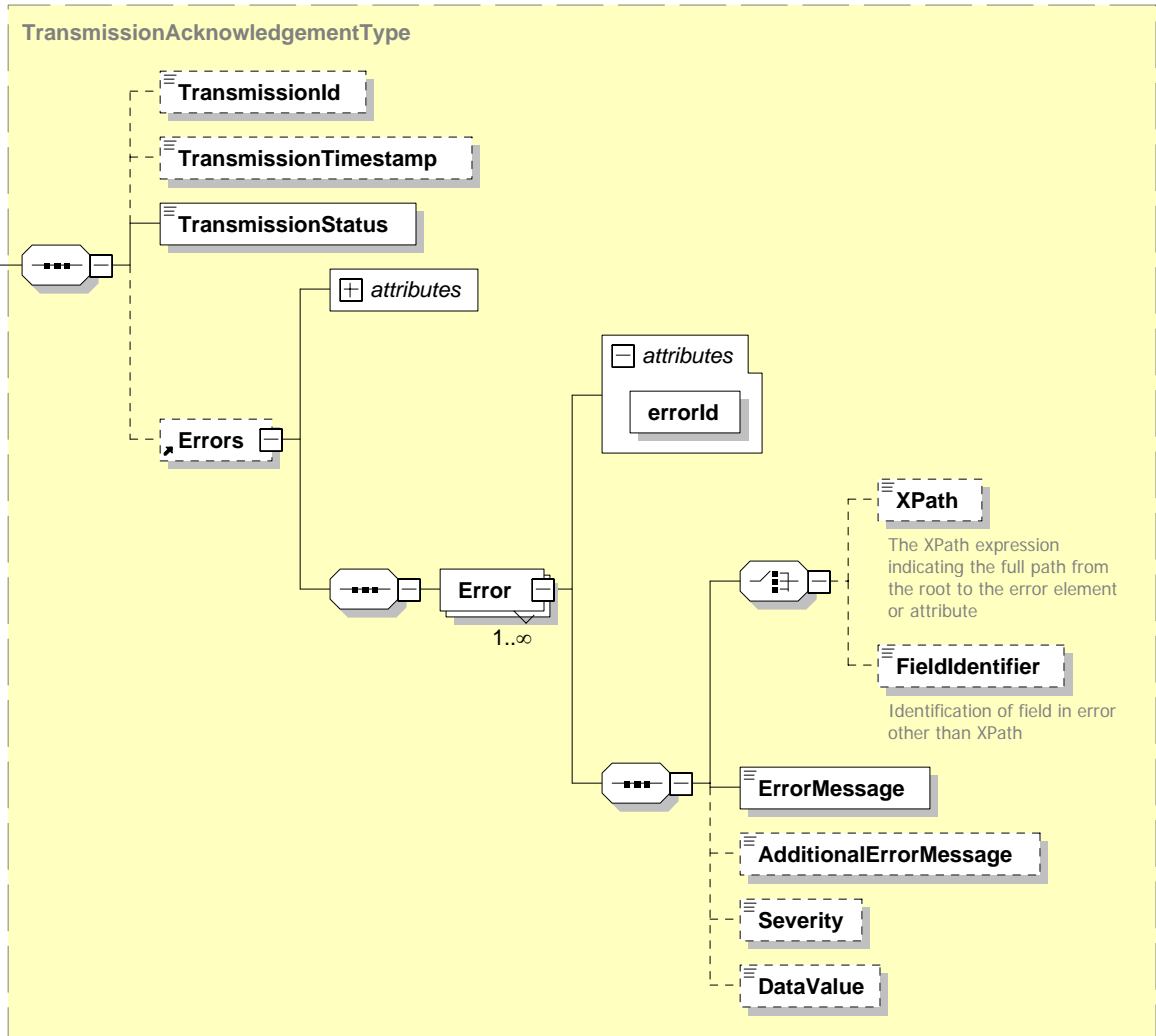 TransmissionAcknowledgementType
TransmissionId
TransmissionTimestamp
TransmissionStatus
attributes
Errors
attributes
errorId
Error
1..∞
XPath
The XPath expression
indicating the full path from
the root to the error element
or attribute
FieldIdentifier
Identification of field in error
other than XPath
ErrorMessage
AdditionalErrorMessage
Severity
DataValue